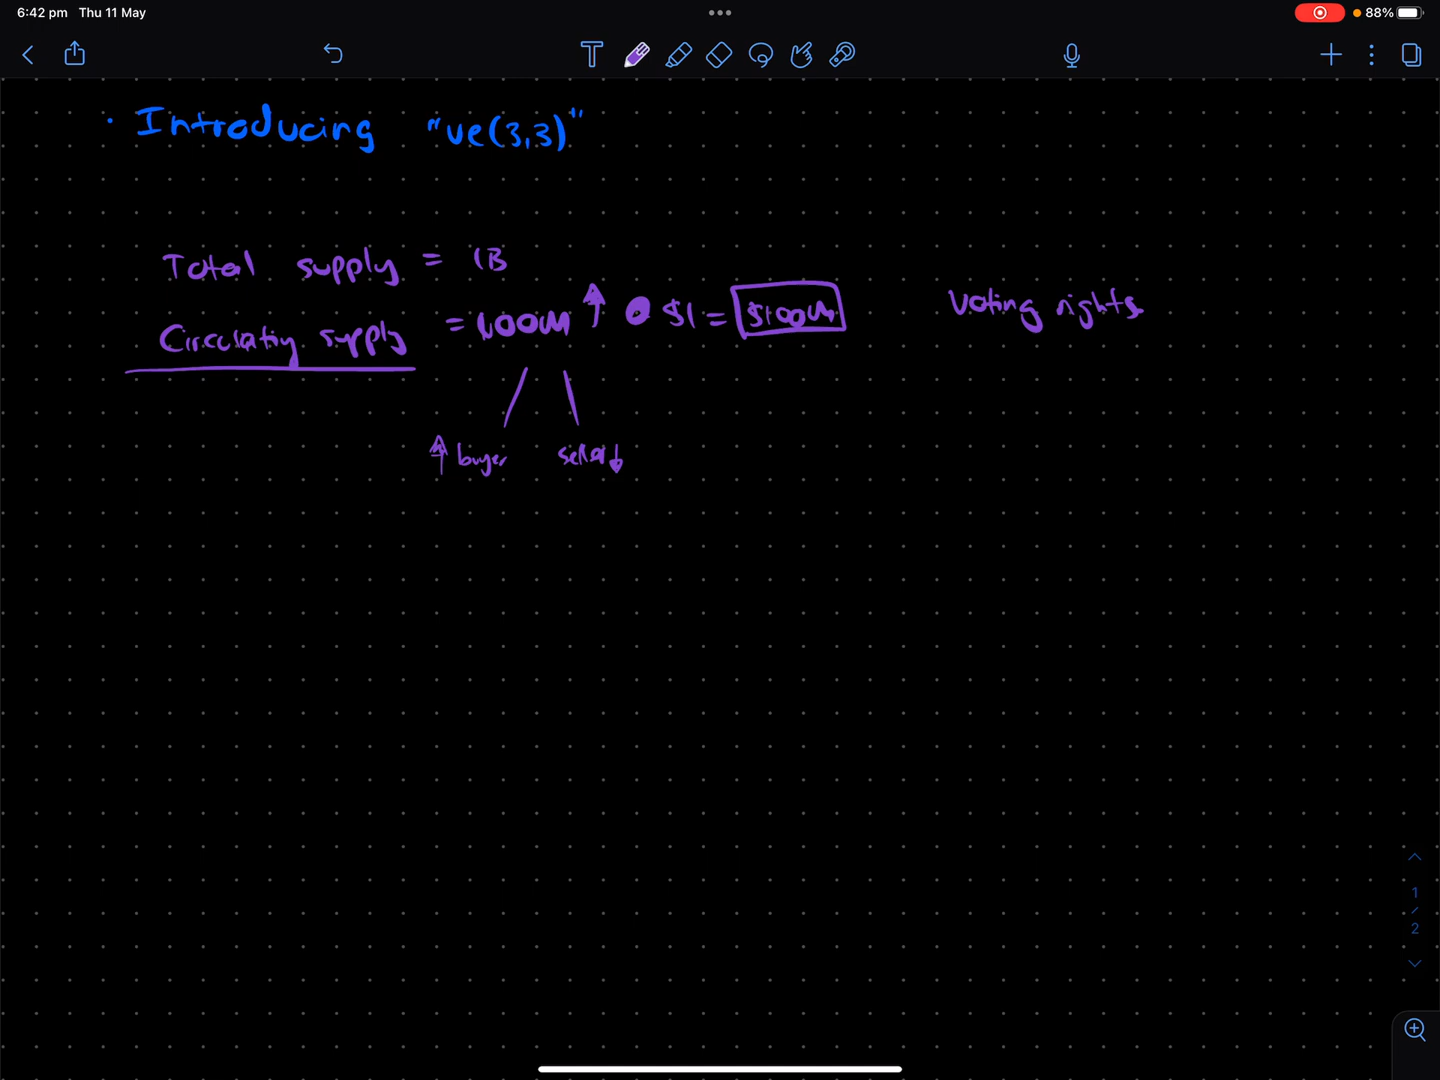 6:42 pm Thu 11 May
88%
• Introducing "ve(3,3)"
Total supply = 1B
Circulatiy supply = 100M ↑ @ $1 = $100M
Voting rights
↑ buyer seller ↓
1
/
2